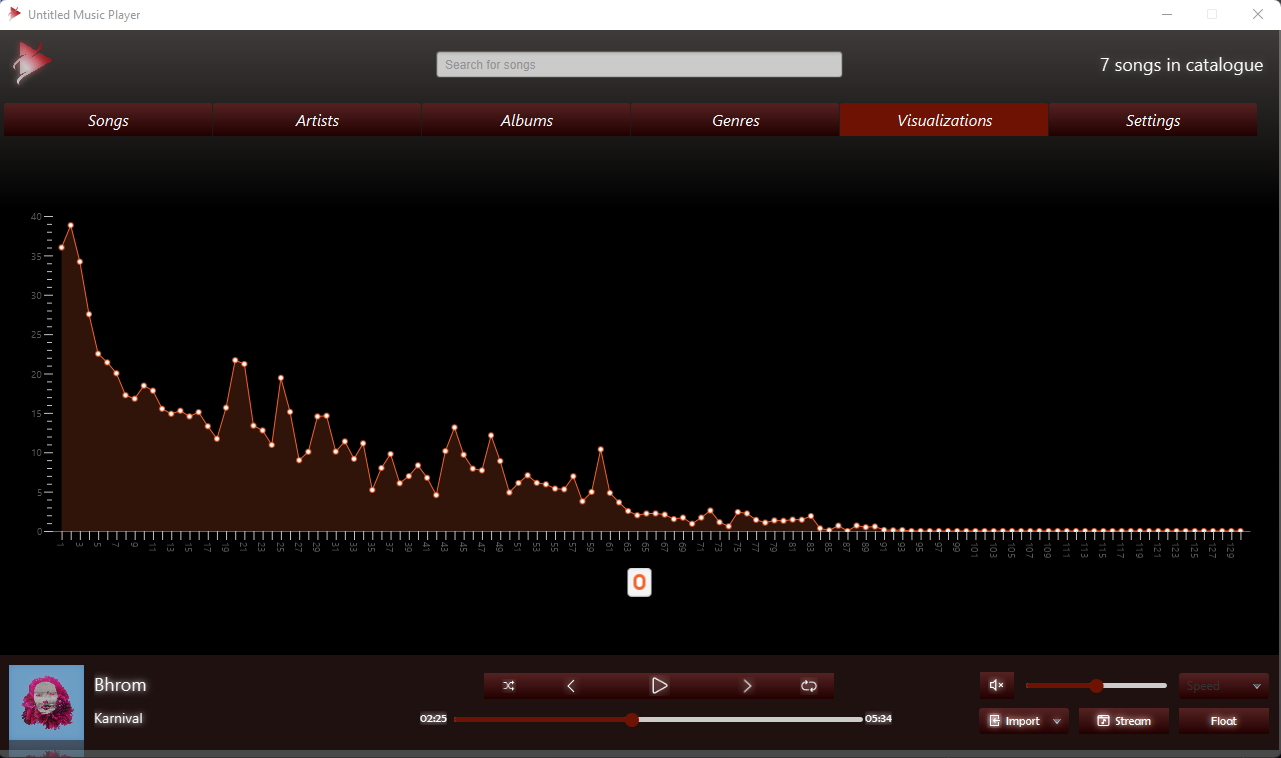 Untitled Music Player
Search for songs
7 songs in catalogue
Songs Artists Albums Genres Visualizations Settings
40
35
30
25
20
15
10
5
0
1 3 5 7 9 11 13 15 17 19 21 23 25 27 29 31 33 35 37 39 41 43 45 47 49 51 53 55 57 59 61 63 65 67 69 71 73 75 77 79 81 83 85 87 89 91 93 95 97 99 101 103 105 107 109 111 113 115 117 119 121 123 125 127 129
O
Bhrom
Speed
Karnival
02:25 05:34
Import Stream Float